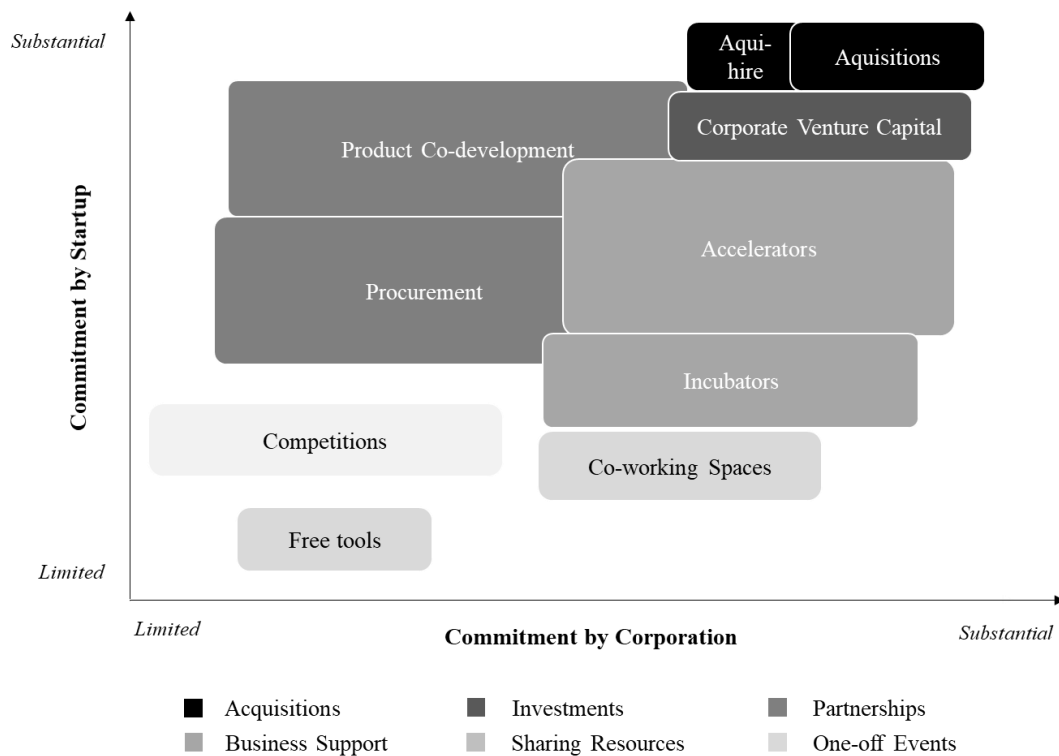 Substantial
Aqui-
hire
Aquisitions
Corporate Venture Capital
Product Co-development
Accelerators
Commitment by Startup
Procurement
Incubators
Competitions
Co-working Spaces
Free tools
Limited
Limited
Commitment by Corporation
Substantial
Acquisitions
Investments
Partnerships
Business Support
Sharing Resources
One-off Events